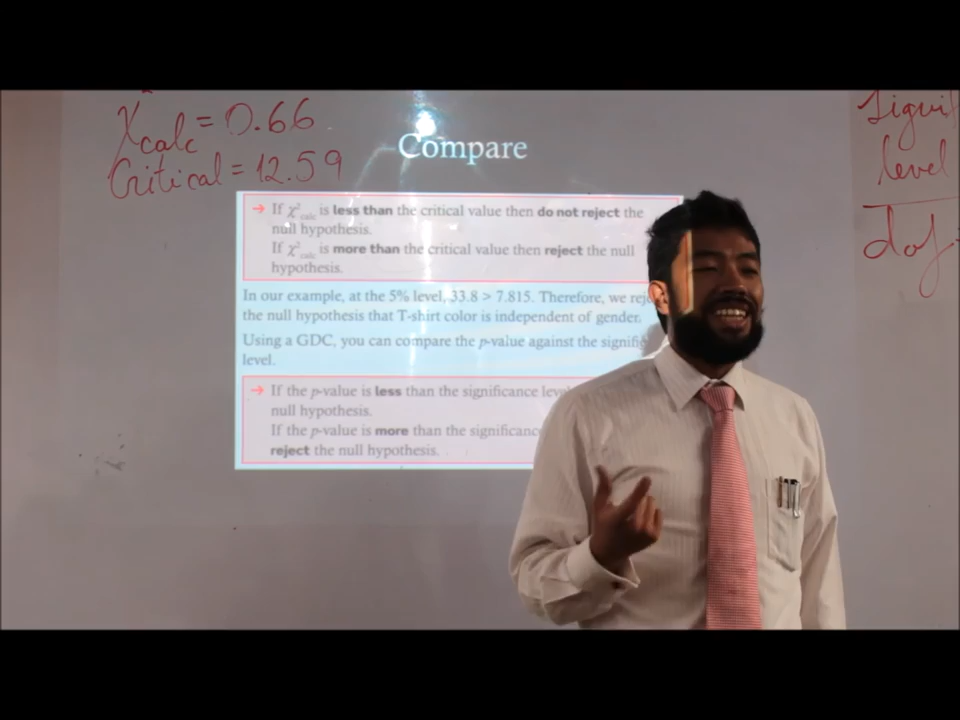 χ²calc = 0.66
Critical = 12.59
Compare
→ If χ²calc is less than the critical value then do not reject the
null hypothesis.
If χ²calc is more than the critical value then reject the null
hypothesis.
In our example, at the 5% level, 33.8 > 7.815. Therefore, we
the null hypothesis that T-shirt color is independent of gender.
Using a GDC, you can compare the p-value against the
level.
→ If the p-value is less than the significance
null hypothesis.
If the p-value is more than the significance
reject the null hypothesis.
level
dof